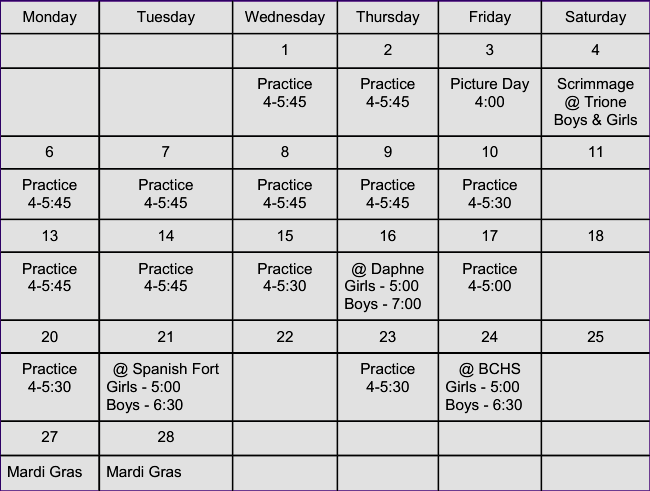 Monday Tuesday Wednesday Thursday Friday Saturday
1 2 3 4
Practice Practice Picture Day Scrimmage
4-5:45 4-5:45 4:00 @ Trione
Boys & Girls
6 7 8 9 10 11
Practice Practice Practice Practice Practice
4-5:45 4-5:45 4-5:45 4-5:45 4-5:30
13 14 15 16 17 18
Practice Practice Practice @ Daphne Practice
4-5:45 4-5:45 4-5:30 Girls - 5:00 4-5:00
Boys - 7:00
20 21 22 23 24 25
Practice @ Spanish Fort Practice @ BCHS
4-5:30 Girls - 5:00 4-5:30 Girls - 5:00
Boys - 6:30 Boys - 6:30
27 28
Mardi Gras Mardi Gras